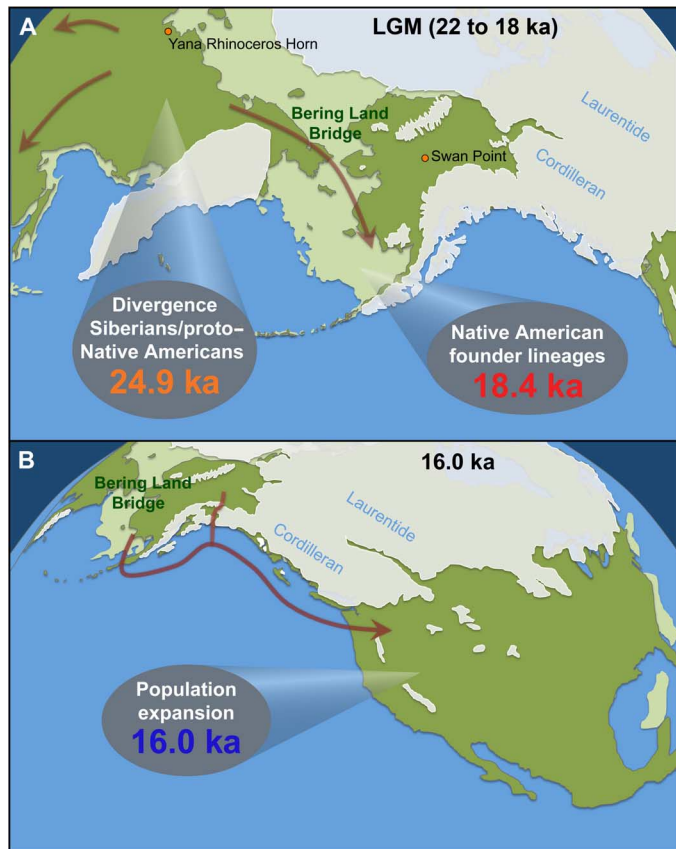 A
LGM (22 to 18 ka)
Yana Rhinoceros Horn
Bering Land
Bridge
Swan Point
Laurentide
Cordilleran
Divergence
Siberians/proto–
Native Americans
24.9 ka
Native American
founder lineages
18.4 ka
B
16.0 ka
Bering Land
Bridge
Laurentide
Cordilleran
Population
expansion
16.0 ka